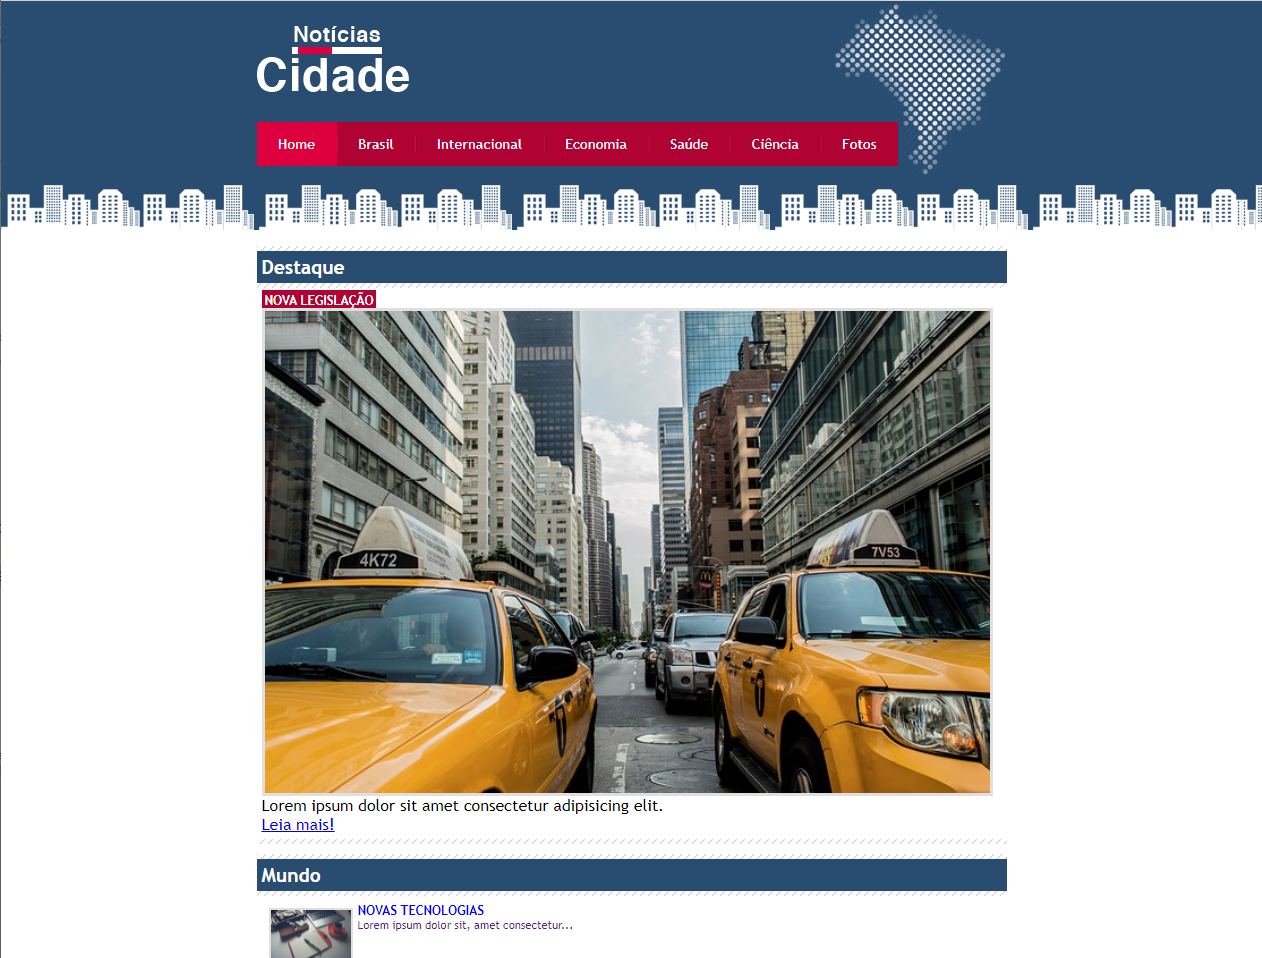 Notícias
Cidade
Home Brasil Internacional Economia Saúde Ciência Fotos
Destaque
NOVA LEGISLAÇÃO
4K72
7V53
Lorem ipsum dolor sit amet consectetur adipisicing elit.
Leia mais!
Mundo
NOVAS TECNOLOGIAS
Lorem ipsum dolor sit, amet consectetur...